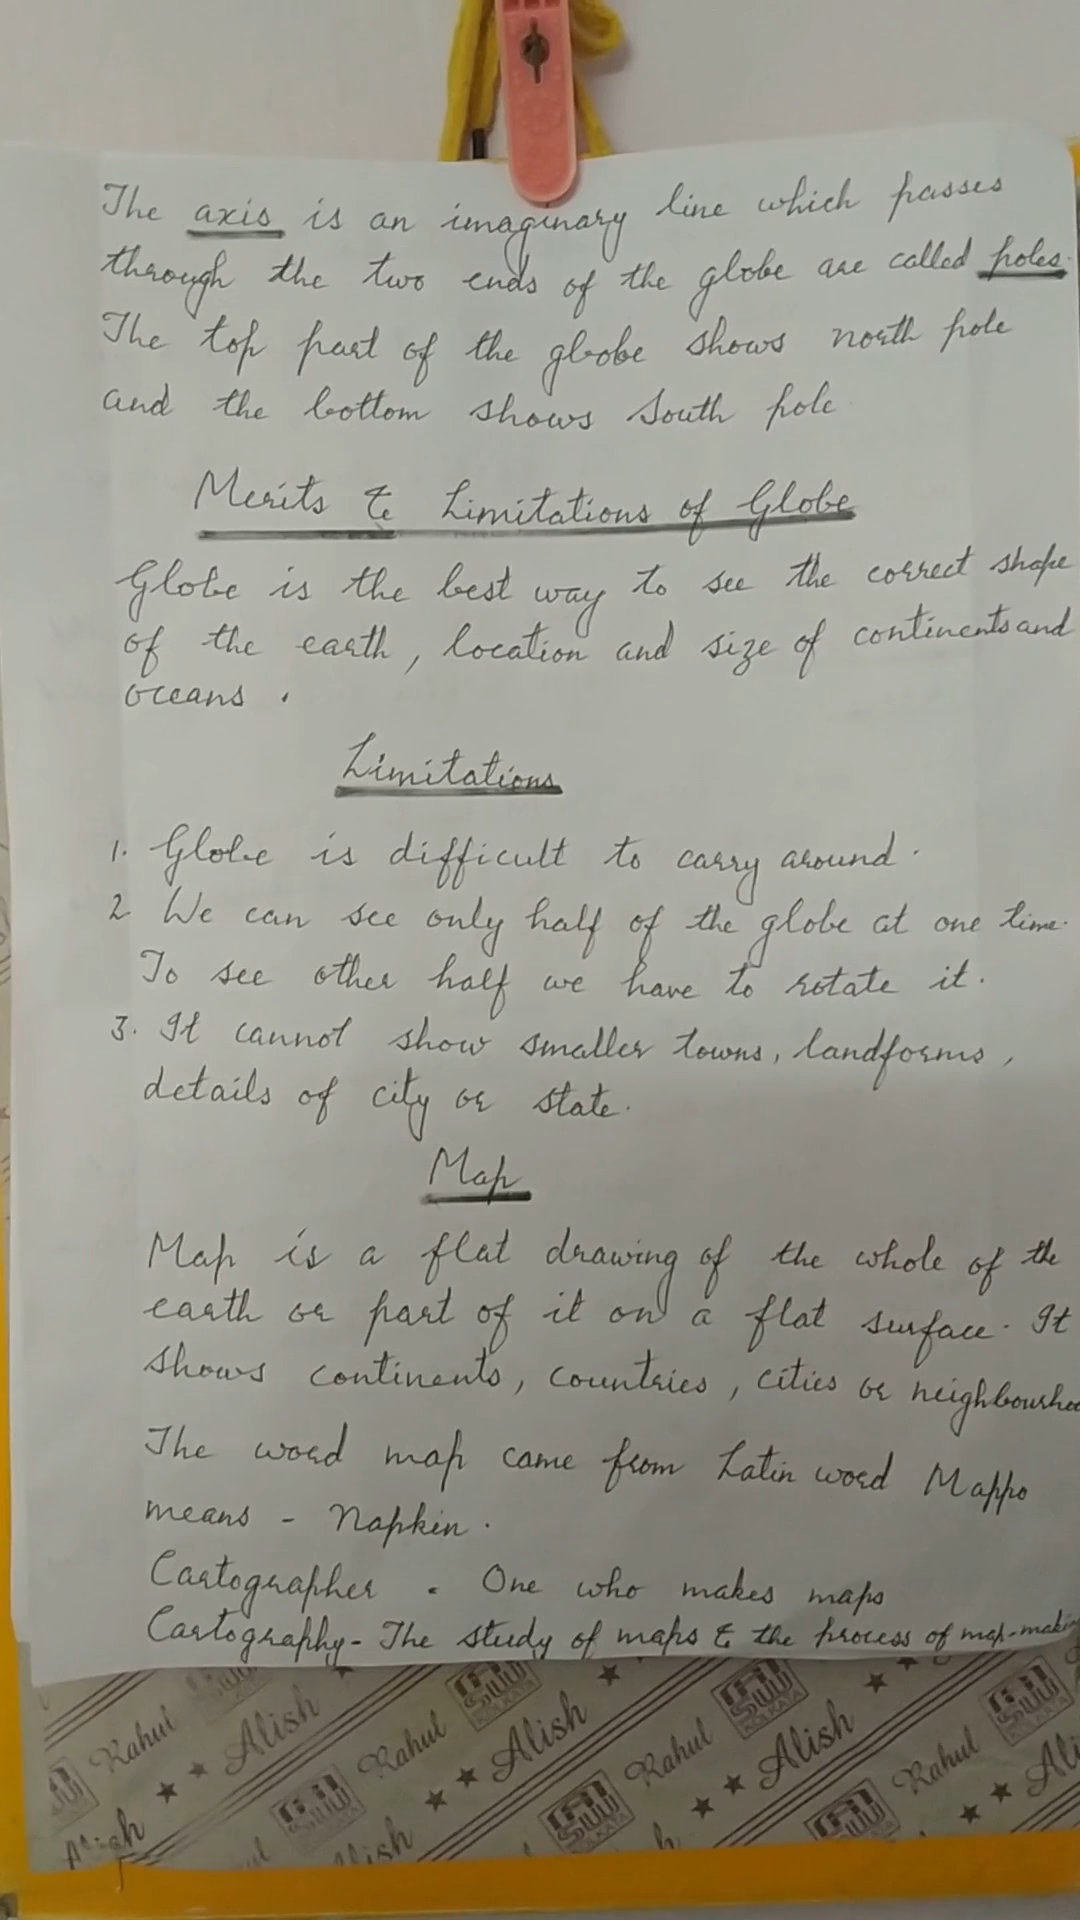 The axis is an imaginary line which passes
through the two ends of the globe are called poles.
The top part of the globe shows north pole
and the bottom shows South pole
Merits & Limitations of Globe
Globe is the best way to see the correct shape
of the earth, location and size of continents and
oceans.
Limitations
1. Globe is difficult to carry around.
2 We can see only half of the globe at one time.
To see other half we have to rotate it.
3. It cannot show smaller towns, landforms,
details of city or state.
Map
Map is a flat drawing of the whole of the
earth or part of it on a flat surface. It
shows continents, countries, cities or
The word map came from Latin word Mappo
means - Napkin.
Cartographer - One who makes maps
Cartography - The study of maps & the process of map-making
Rahul ★ ★ Alish Rahul ★ ★ Alish ★
Rahul ★ ★ Alish Rahul ★ ★
Alish
KOLKATA